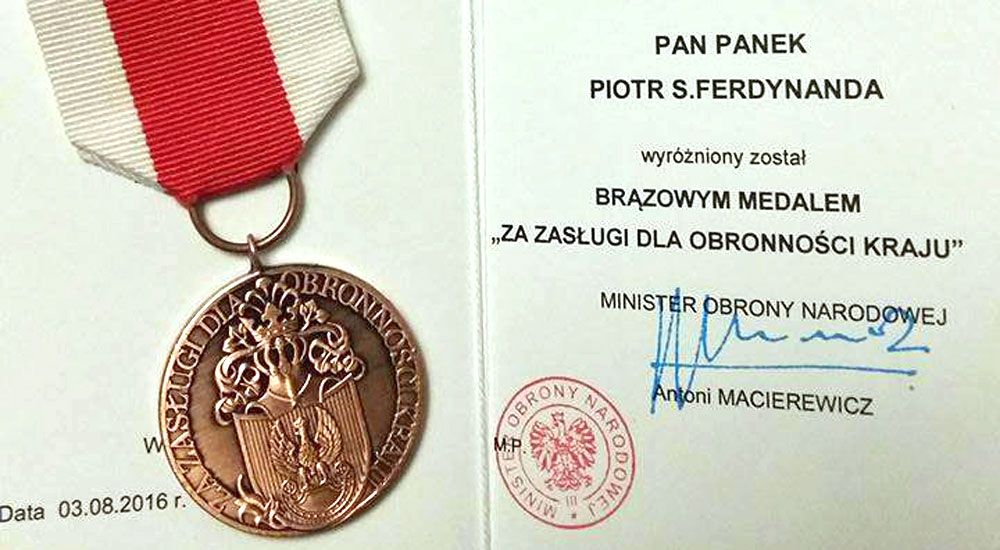 ZA ZASŁUGI DLA OBRONNOŚCI KRAJU
W
Data 03.08.2016 r.
PAN PANEK
PIOTR S.FERDYNANDA
wyróżniony został
BRĄZOWYM MEDALEM
„ZA ZASŁUGI DLA OBRONNOŚCI KRAJU”
MINISTER OBRONY NARODOWEJ
Antoni MACIEREWICZ
M.P.
MINISTER OBRONY NARODOWEJ
III